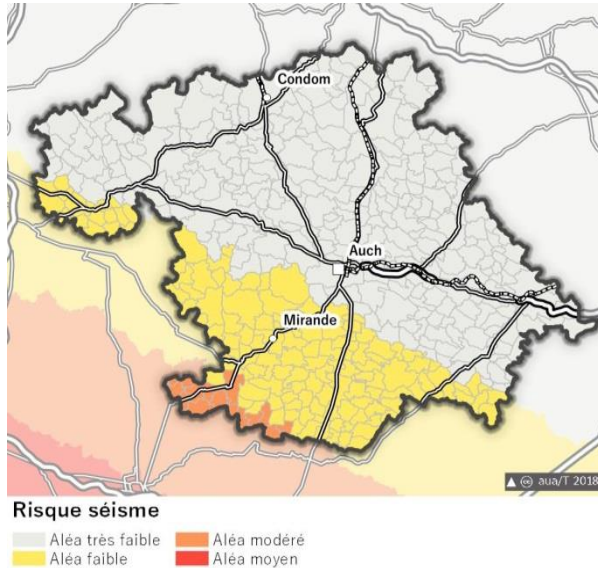 Condom
Auch
Mirande
aua/T 2018
Risque séisme
Aléa très faible
Aléa modéré
Aléa faible
Aléa moyen